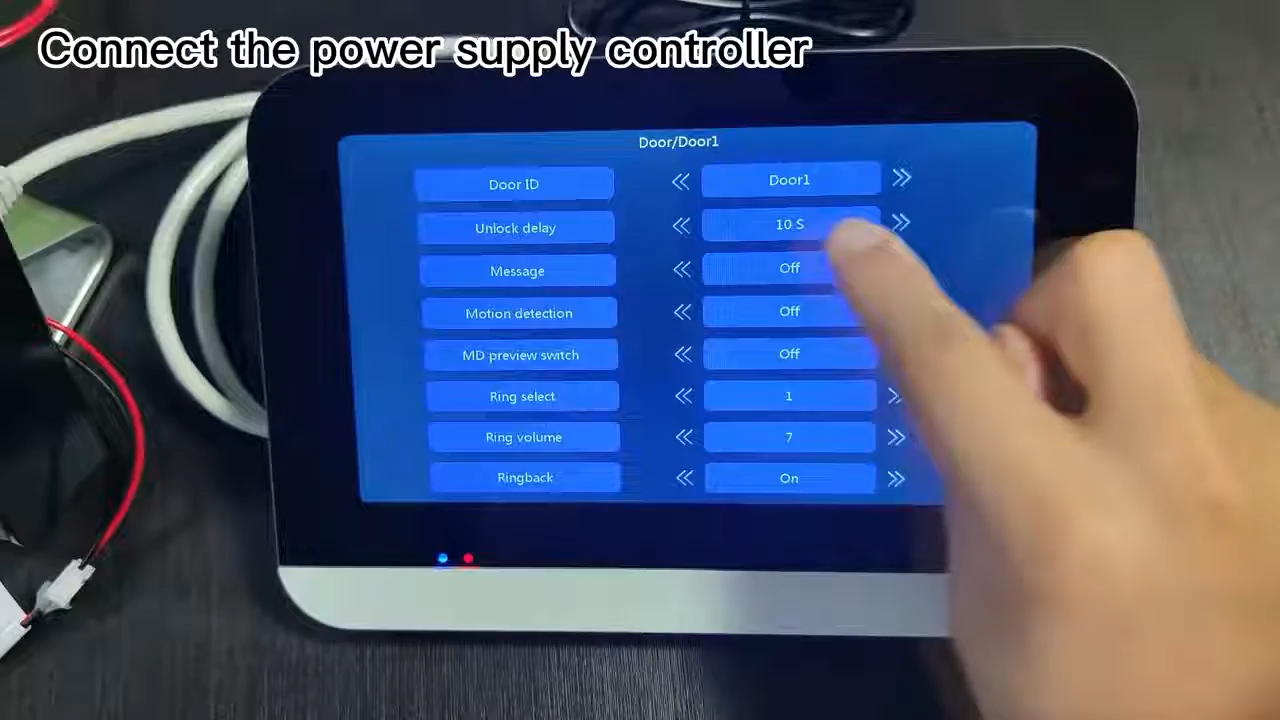 Connect the power supply controller
Door/Door1
Door ID << Door1 >>
Unlock delay << 10 S >>
Message << Off
Motion detection << Off
MD preview switch << Off
Ring select << 1 >>
Ring volume << 7 >>
Ringback << On >>